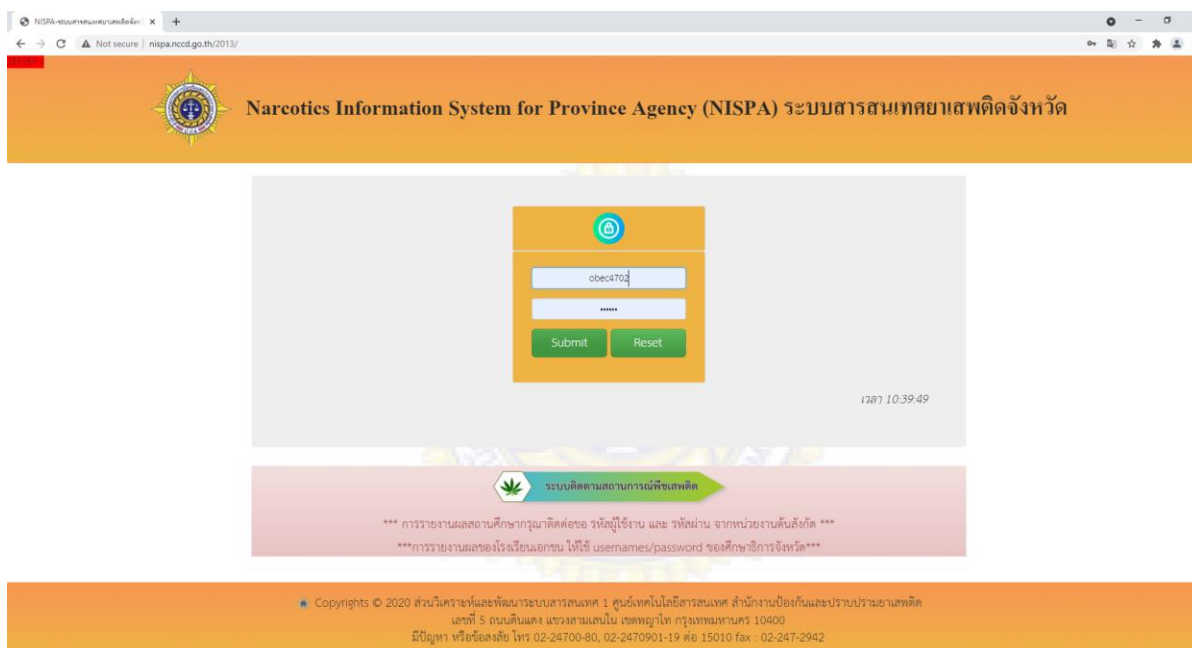 NISPA-ระบบสารสนเทศยาเสพติดจังห
Not secure | nispa.nccd.go.th/2013/
Narcotics Information System for Province Agency (NISPA) ระบบสารสนเทศยาเสพติดจังหวัด
obec4702
••••••
Submit Reset
เวลา 10:39:49
ระบบติดตามสถานการณ์พืชเสพติด
*** การรายงานผลสถานศึกษากรุณาติดต่อขอ รหัสผู้ใช้งาน และ รหัสผ่าน จากหน่วยงานต้นสังกัด ***
***การรายงานผลของโรงเรียนเอกชน ให้ใช้ usernames/password ของศึกษาธิการจังหวัด***
Copyrights © 2020 ส่วนวิเคราะห์และพัฒนาระบบสารสนเทศ 1 ศูนย์เทคโนโลยีสารสนเทศ สำนักงานป้องกันและปราบปรามยาเสพติด
เลขที่ 5 ถนนดินแดง แขวงสามเสนใน เขตพญาไท กรุงเทพมหานคร 10400
มีปัญหา หรือข้อสงสัย โทร 02-24700-80, 02-2470901-19 ต่อ 15010 fax : 02-247-2942